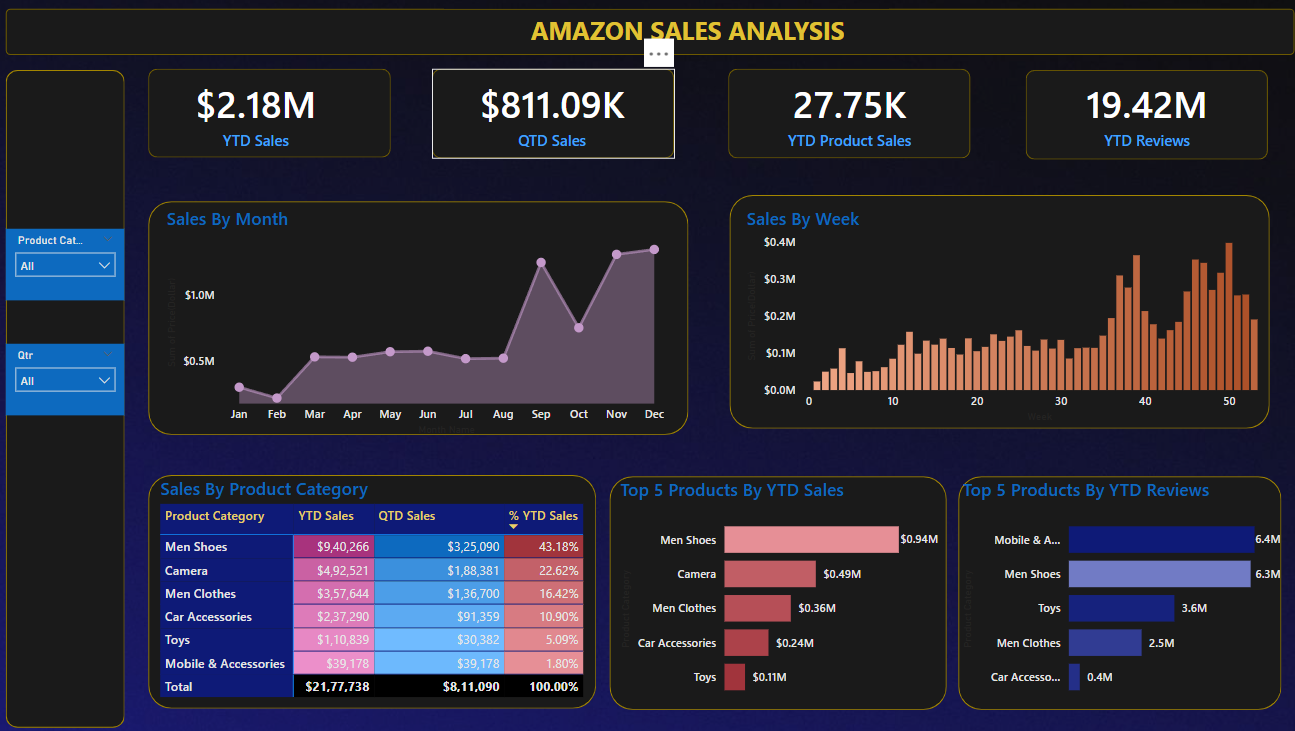 AMAZON SALES ANALYSIS
$2.18M
YTD Sales
$811.09K
QTD Sales
27.75K
YTD Product Sales
19.42M
YTD Reviews
Product Cat...
All
Qtr
All
Sales By Month
$1.0M
$0.5M
Jan Feb Mar Apr May Jun Jul Aug Sep Oct Nov Dec
Month Name
Sales By Week
$0.4M
$0.3M
$0.2M
$0.1M
$0.0M
0 10 20 30 40 50
Week
Sales By Product Category
Product Category YTD Sales QTD Sales % YTD Sales
Men Shoes $9,40,266 $3,25,090 43.18%
Camera $4,92,521 $1,88,381 22.62%
Men Clothes $3,57,644 $1,36,700 16.42%
Car Accessories $2,37,290 $91,359 10.90%
Toys $1,10,839 $30,382 5.09%
Mobile & Accessories $39,178 $39,178 1.80%
Total $21,77,738 $8,11,090 100.00%
Top 5 Products By YTD Sales
Product Category
Men Shoes $0.94M
Camera $0.49M
Men Clothes $0.36M
Car Accessories $0.24M
Toys $0.11M
Top 5 Products By YTD Reviews
Product Category
Mobile & A... 6.4M
Men Shoes 6.3M
Toys 3.6M
Men Clothes 2.5M
Car Accesso... 0.4M